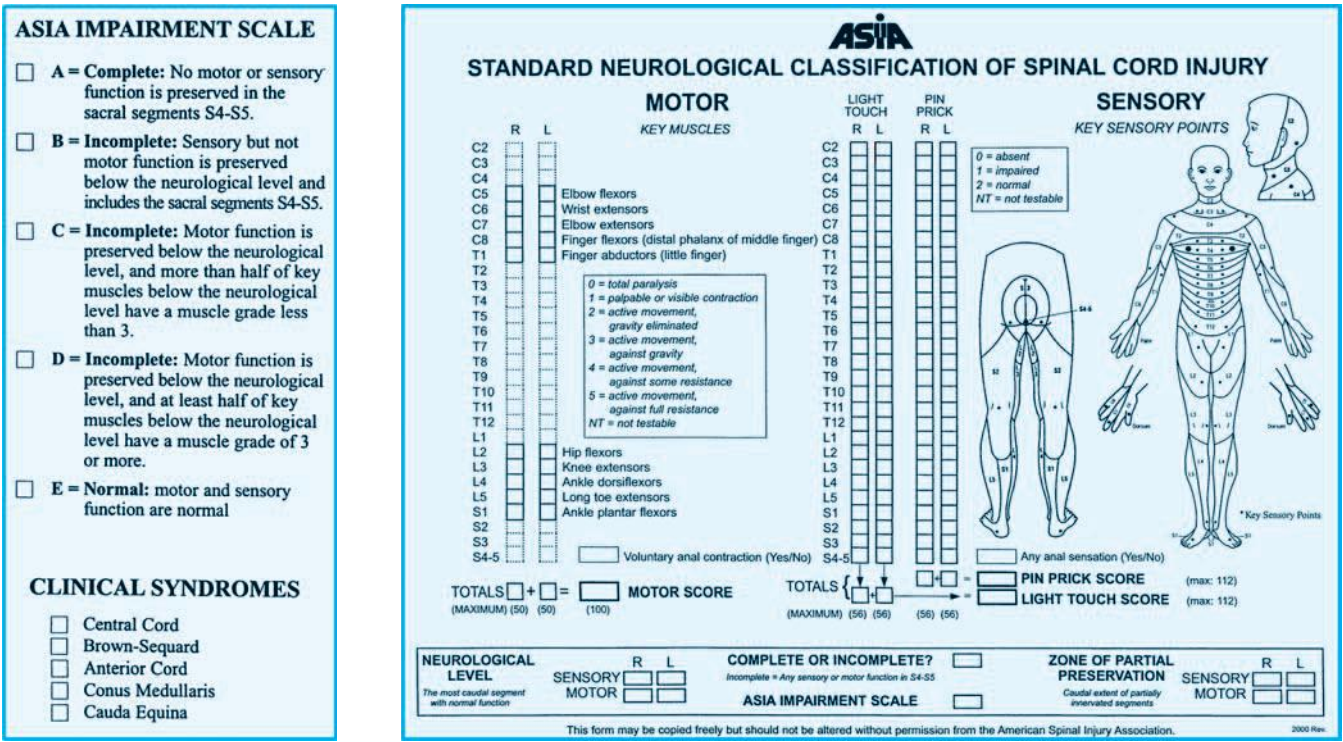 ASIA IMPAIRMENT SCALE
A = Complete: No motor or sensory
function is preserved in the
sacral segments S4-S5.
B = Incomplete: Sensory but not
motor function is preserved
below the neurological level and
includes the sacral segments S4-S5.
C = Incomplete: Motor function is
preserved below the neurological
level, and more than half of key
muscles below the neurological
level have a muscle grade less
than 3.
D = Incomplete: Motor function is
preserved below the neurological
level, and at least half of key
muscles below the neurological
level have a muscle grade of 3
or more.
E = Normal: motor and sensory
function are normal
CLINICAL SYNDROMES
Central Cord
Brown-Sequard
Anterior Cord
Conus Medullaris
Cauda Equina
ASIA
STANDARD NEUROLOGICAL CLASSIFICATION OF SPINAL CORD INJURY
MOTOR
KEY MUSCLES
R L
C2
C3
C4
C5 Elbow flexors
C6 Wrist extensors
C7 Elbow extensors
C8 Finger flexors (distal phalanx of middle finger)
T1 Finger abductors (little finger)
T2
T3
T4
T5
T6
T7
T8
T9
T10
T11
T12
L1
L2 Hip flexors
L3 Knee extensors
L4 Ankle dorsiflexors
L5 Long toe extensors
S1 Ankle plantar flexors
S2
S3
S4-5 Voluntary anal contraction (Yes/No)
0 = total paralysis
1 = palpable or visible contraction
2 = active movement,
gravity eliminated
3 = active movement,
against gravity
4 = active movement,
against some resistance
5 = active movement,
against full resistance
NT = not testable
TOTALS + = MOTOR SCORE
(MAXIMUM) (50) (50) (100)
LIGHT TOUCH
PIN PRICK
R L R L
C2
C3
C4
C5
C6
C7
C8
T1
T2
T3
T4
T5
T6
T7
T8
T9
T10
T11
T12
L1
L2
L3
L4
L5
S1
S2
S3
S4-5
SENSORY
KEY SENSORY POINTS
0 = absent
1 = impaired
2 = normal
NT = not testable
S4-5
Palm
Palm
Dorsum
Dorsum
*Key Sensory Points
Any anal sensation (Yes/No)
TOTALS { + = PIN PRICK SCORE (max: 112)
+ = LIGHT TOUCH SCORE (max: 112)
(MAXIMUM) (56) (56) (56) (56)
NEUROLOGICAL
LEVEL
The most caudal segment
with normal function
R L
SENSORY
MOTOR
COMPLETE OR INCOMPLETE?
Incomplete = Any sensory or motor function in S4-S5
ASIA IMPAIRMENT SCALE
ZONE OF PARTIAL
PRESERVATION
Caudal extent of partially
innervated segments
R L
SENSORY
MOTOR
This form may be copied freely but should not be altered without permission from the American Spinal Injury Association.
2000 Rev.